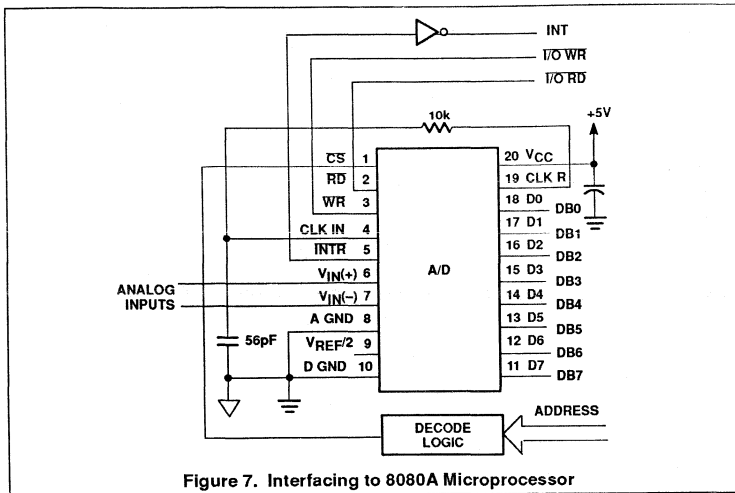 INT
I/O WR
I/O RD
10k
+5V
CS 1
RD 2
WR 3
CLK IN 4
INTR 5
VIN(+) 6
VIN(–) 7
A GND 8
VREF/2 9
D GND 10
ANALOG
INPUTS
56pF
A/D
20 VCC
19 CLK R
18 D0
17 D1
16 D2
15 D3
14 D4
13 D5
12 D6
11 D7
DB0
DB1
DB2
DB3
DB4
DB5
DB6
DB7
ADDRESS
DECODE
LOGIC
Figure 7. Interfacing to 8080A Microprocessor